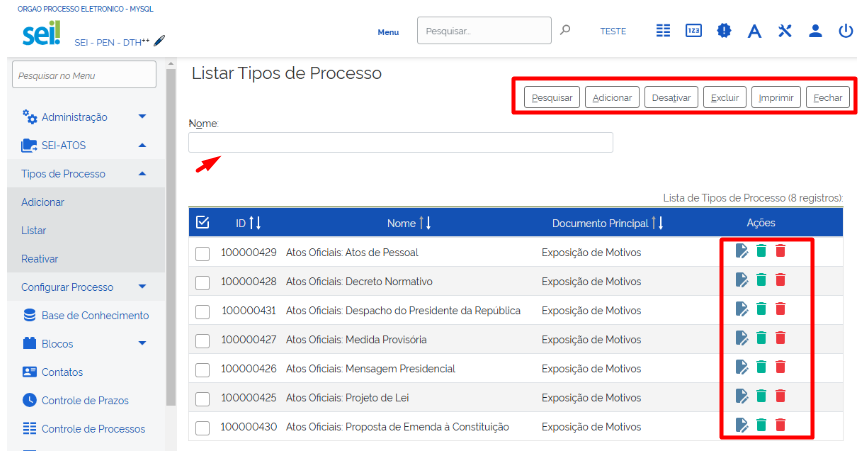 ORGAO PROCESSO ELETRONICO - MYSQL
sei!
SEI - PEN - DTH**
Menu
Pesquisar..
TESTE
123
A
Pesquisar no Menu
Administração
SEI-ATOS
Tipos de Processo
Adicionar
Listar
Reativar
Configurar Processo
Base de Conhecimento
Blocos
Contatos
Controle de Prazos
Controle de Processos
Listar Tipos de Processo
Pesquisar Adicionar Desativar Excluir Imprimir Fechar
Nome:
Lista de Tipos de Processo (8 registros):
ID Nome Documento Principal Ações
100000429 Atos Oficiais: Atos de Pessoal Exposição de Motivos
100000428 Atos Oficiais: Decreto Normativo Exposição de Motivos
100000431 Atos Oficiais: Despacho do Presidente da República Exposição de Motivos
100000427 Atos Oficiais: Medida Provisória Exposição de Motivos
100000426 Atos Oficiais: Mensagem Presidencial Exposição de Motivos
100000425 Atos Oficiais: Projeto de Lei Exposição de Motivos
100000430 Atos Oficiais: Proposta de Emenda à Constituição Exposição de Motivos